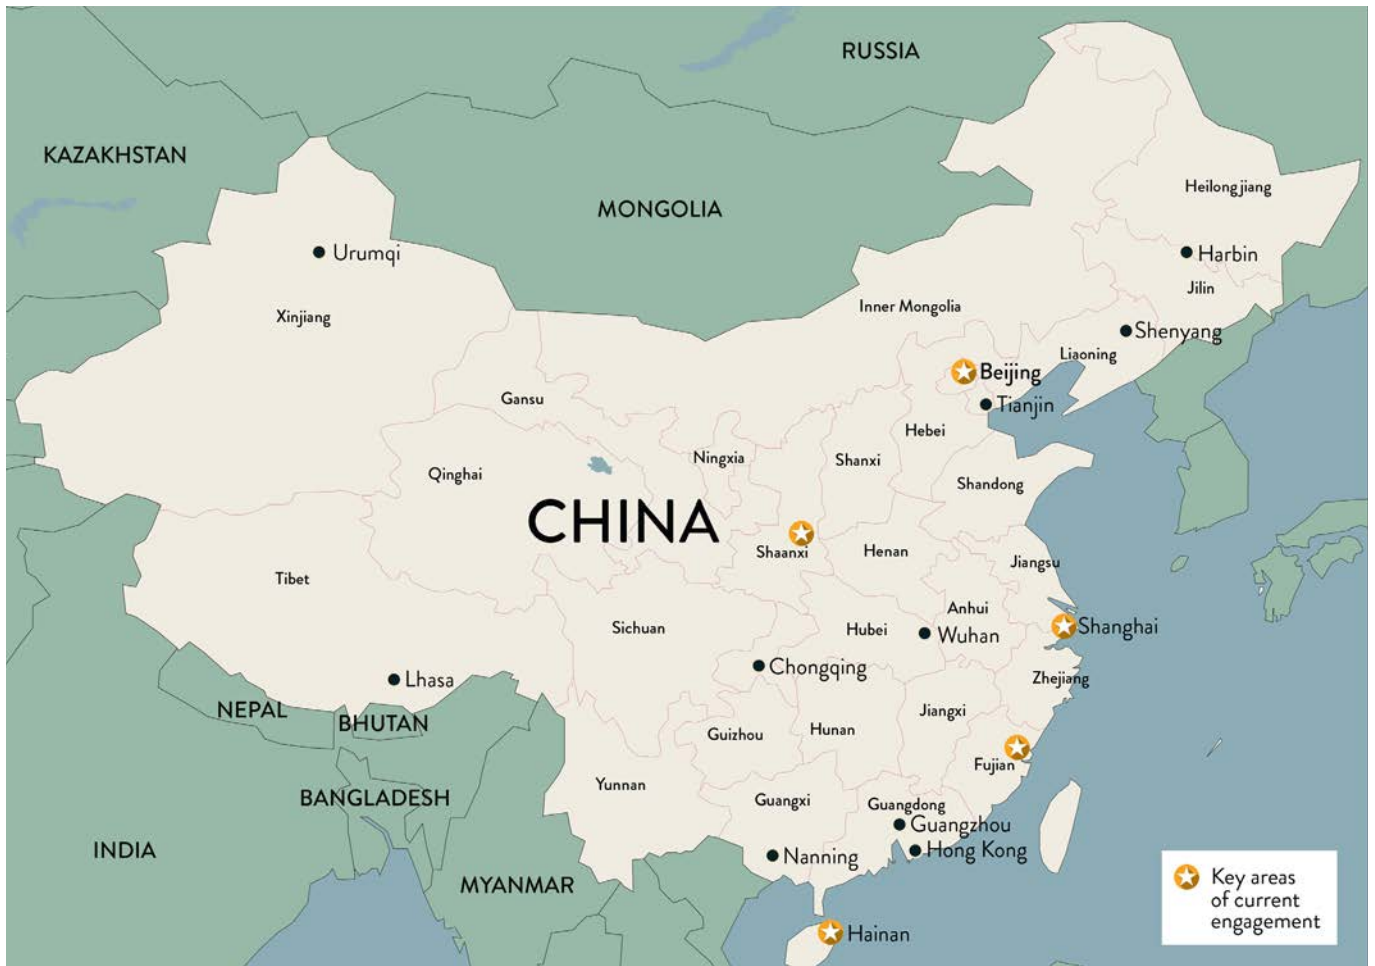 RUSSIA
KAZAKHSTAN
Heilongjiang
MONGOLIA
Urumqi
Harbin
Jilin
Xinjiang
Inner Mongolia
Shenyang
Liaoning
Beijing
Gansu
Tianjin
Hebei
Ningxia
Shanxi
Qinghai
Shandong
CHINA
Shaanxi
Henan
Jiangsu
Tibet
Anhui
Sichuan
Hubei
Wuhan
Shanghai
Chongqing
Lhasa
Zhejiang
NEPAL
BHUTAN
Jiangxi
Guizhou
Hunan
Fujian
Yunnan
BANGLADESH
Guangxi
Guangdong
Guangzhou
INDIA
Nanning
Hong Kong
MYANMAR
Key areas
of current
engagement
Hainan